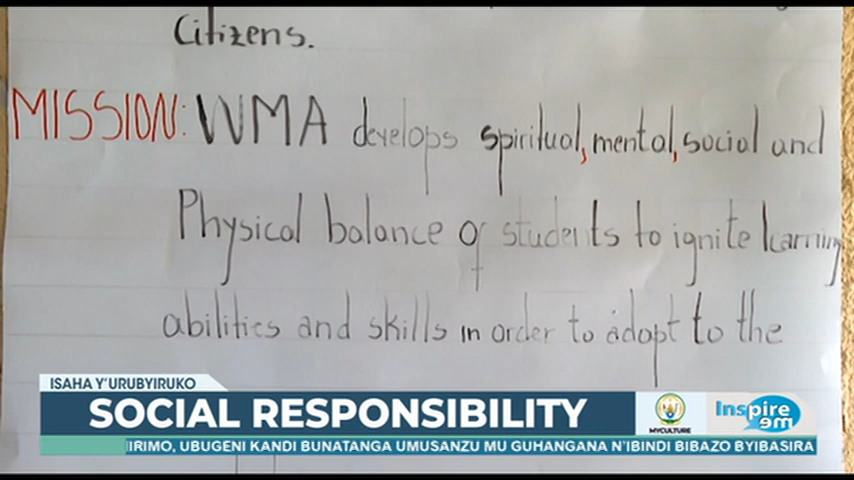 Citizens.
MISSION: WMA develops spiritual, mental, social and
Physical balance of students to ignite learning
abilities and skills in order to adopt to the
ISAHA Y'URUBYIRUKO
SOCIAL RESPONSIBILITY
MYCULTURE
Inspire
me
IRIMO, UBUGENI KANDI BUNATANGA UMUSANZU MU GUHANGANA N'IBINDI BIBAZO BYIBASIRA